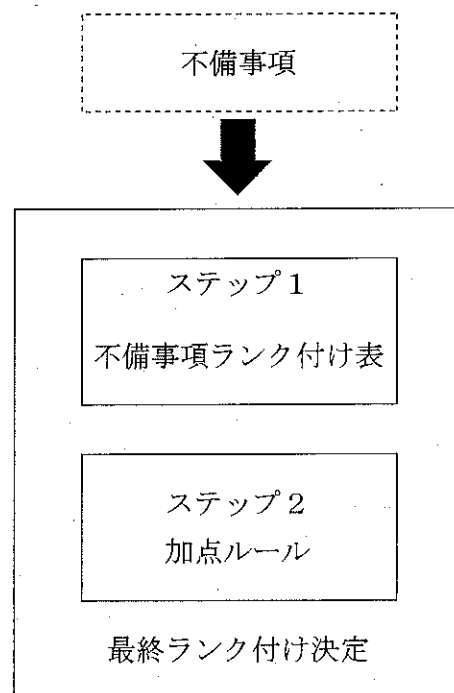 不備事項
ステップ１
不備事項ランク付け表
ステップ２
加点ルール
最終ランク付け決定